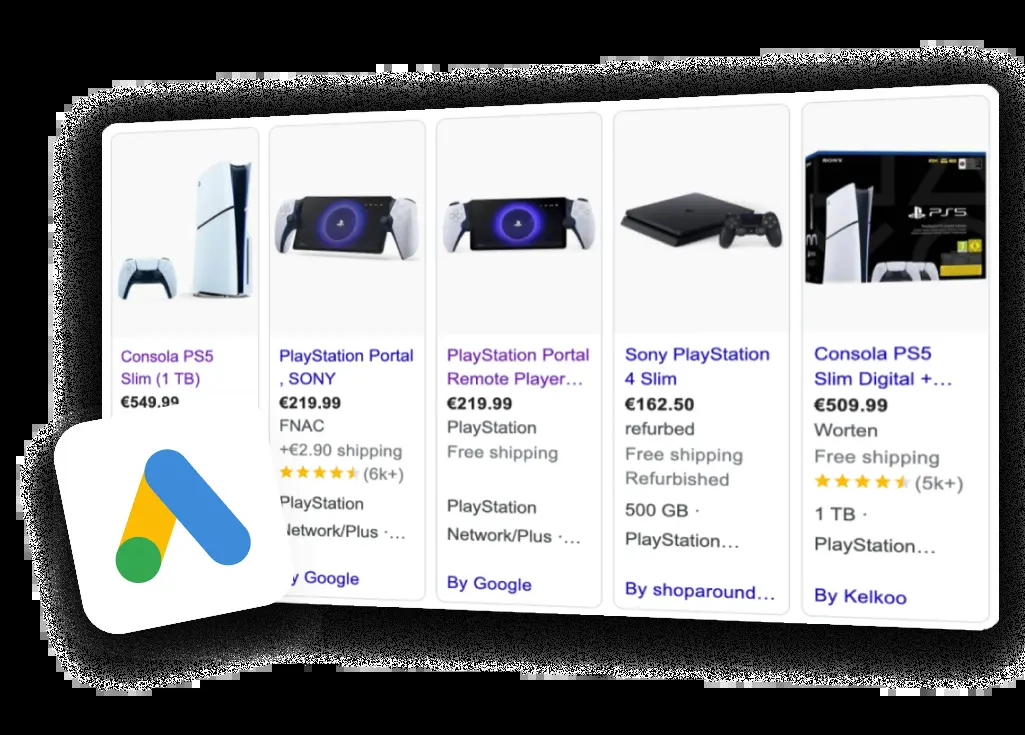 Consola PS5
Slim (1 TB)
€549.99
PlayStation Portal
, SONY
€219.99
FNAC
+€2.90 shipping
(6k+)
PlayStation
Network/Plus ·...
y Google
PlayStation Portal
Remote Player...
€219.99
PlayStation
Free shipping
PlayStation
Network/Plus ·...
By Google
Sony PlayStation
4 Slim
€162.50
refurbed
Free shipping
Refurbished
500 GB ·
PlayStation...
By shoparound...
SONY
PS5
Consola PS5
Slim Digital +...
€509.99
Worten
Free shipping
(5k+)
1 TB ·
PlayStation...
By Kelkoo